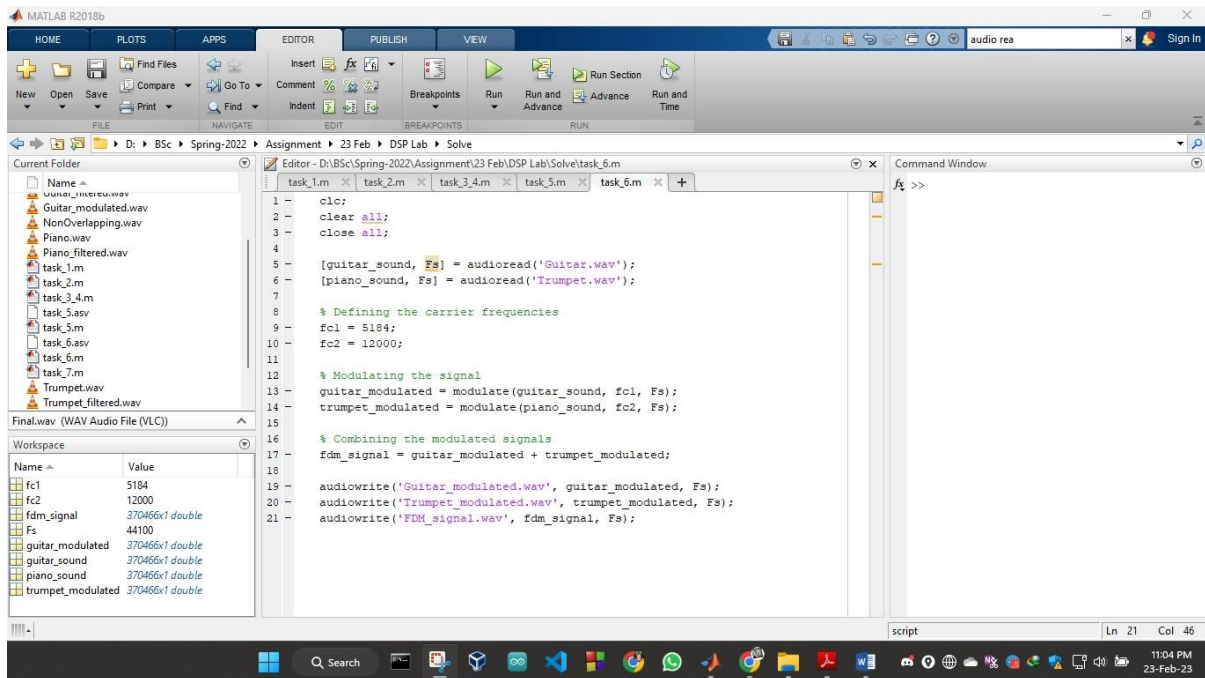 MATLAB R2018b
HOME PLOTS APPS EDITOR PUBLISH VIEW audio rea Sign In
New Open Save Find Files Compare Print Go To Find Insert fx Comment % Indent Breakpoints Run Run and Advance Run Section Advance Run and Time
FILE NAVIGATE EDIT BREAKPOINTS RUN
D: BSc Spring-2022 Assignment 23 Feb DSP Lab Solve
Current Folder
Name
Guitar_filtered.wav
Guitar_modulated.wav
NonOverlapping.wav
Piano.wav
Piano_filtered.wav
task_1.m
task_2.m
task_3_4.m
task_5.asv
task_5.m
task_6.asv
task_6.m
task_7.m
Trumpet.wav
Trumpet_filtered.wav
Final.wav (WAV Audio File (VLC))
Workspace
Name Value
fc1 5184
fc2 12000
fdm_signal 370466x1 double
Fs 44100
guitar_modulated 370466x1 double
guitar_sound 370466x1 double
piano_sound 370466x1 double
trumpet_modulated 370466x1 double
Editor - D:\BSc\Spring-2022\Assignment\23 Feb\DSP Lab\Solve\task_6.m
task_1.m task_2.m task_3_4.m task_5.m task_6.m +
1 - clc;
2 - clear all;
3 - close all;
4
5 - [guitar_sound, Fs] = audioread('Guitar.wav');
6 - [piano_sound, Fs] = audioread('Trumpet.wav');
7
8 % Defining the carrier frequencies
9 - fc1 = 5184;
10 - fc2 = 12000;
11
12 % Modulating the signal
13 - guitar_modulated = modulate(guitar_sound, fc1, Fs);
14 - trumpet_modulated = modulate(piano_sound, fc2, Fs);
15
16 % Combining the modulated signals
17 - fdm_signal = guitar_modulated + trumpet_modulated;
18
19 - audiowrite('Guitar_modulated.wav', guitar_modulated, Fs);
20 - audiowrite('Trumpet_modulated.wav', trumpet_modulated, Fs);
21 - audiowrite('FDM_signal.wav', fdm_signal, Fs);
Command Window
fx >>
script Ln 21 Col 46
Search
11:04 PM
23-Feb-23